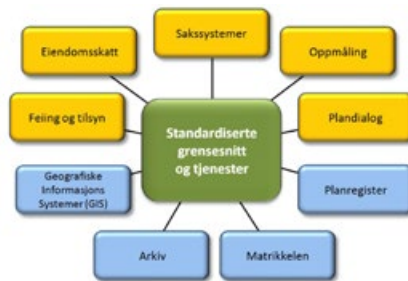 Sakssystemer
Eiendomsskatt
Oppmåling
Feiing og tilsyn
Standardiserte
grensesnitt
og tjenester
Plandialog
Geografiske
Informasjons
Systemer (GIS)
Planregister
Arkiv
Matrikkelen